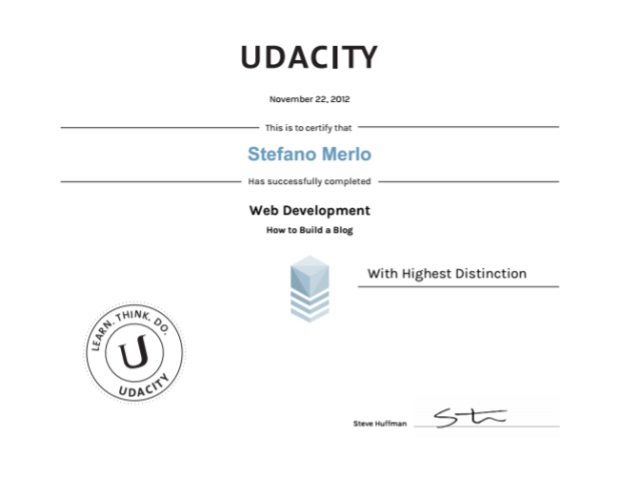 UDACITY
November 22, 2012
This is to certify that
Stefano Merlo
Has successfully completed
Web Development
How to Build a Blog
With Highest Distinction
LEARN. THINK. DO.
U
UDACITY
Steve Huffman